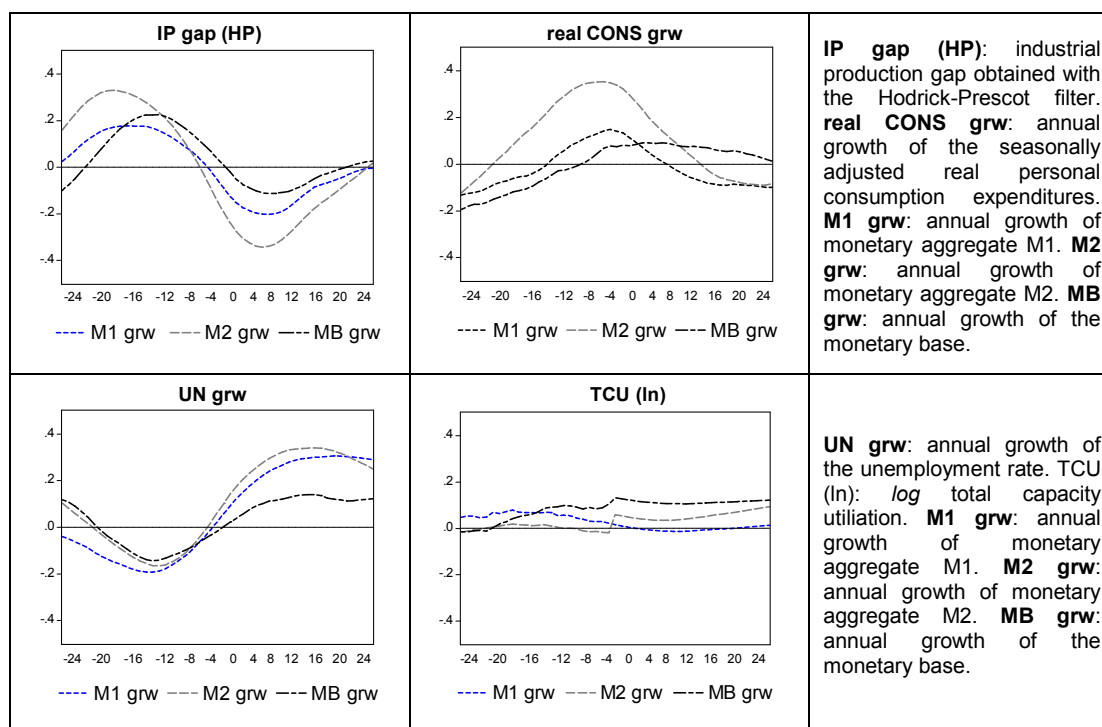 IP gap (HP)
.4
.2
.0
-.2
-.4
-24 -20 -16 -12 -8 -4 0 4 8 12 16 20 24
M1 grw M2 grw MB grw
real CONS grw
.4
.2
.0
-.2
-.4
-24 -20 -16 -12 -8 -4 0 4 8 12 16 20 24
M1 grw M2 grw MB grw
IP gap (HP): industrial
production gap obtained with
the Hodrick-Prescot filter.
real CONS grw: annual
growth of the seasonally
adjusted real personal
consumption expenditures.
M1 grw: annual growth of
monetary aggregate M1. M2
grw: annual growth of
monetary aggregate M2. MB
grw: annual growth of the
monetary base.
UN grw
.4
.2
.0
-.2
-.4
-24 -20 -16 -12 -8 -4 0 4 8 12 16 20 24
M1 grw M2 grw MB grw
TCU (ln)
.4
.2
.0
-.2
-.4
-24 -20 -16 -12 -8 -4 0 4 8 12 16 20 24
M1 grw M2 grw MB grw
UN grw: annual growth of
the unemployment rate. TCU
(ln): log total capacity
utiliation. M1 grw: annual
growth of monetary
aggregate M1. M2 grw:
annual growth of monetary
aggregate M2. MB grw:
annual growth of the
monetary base.